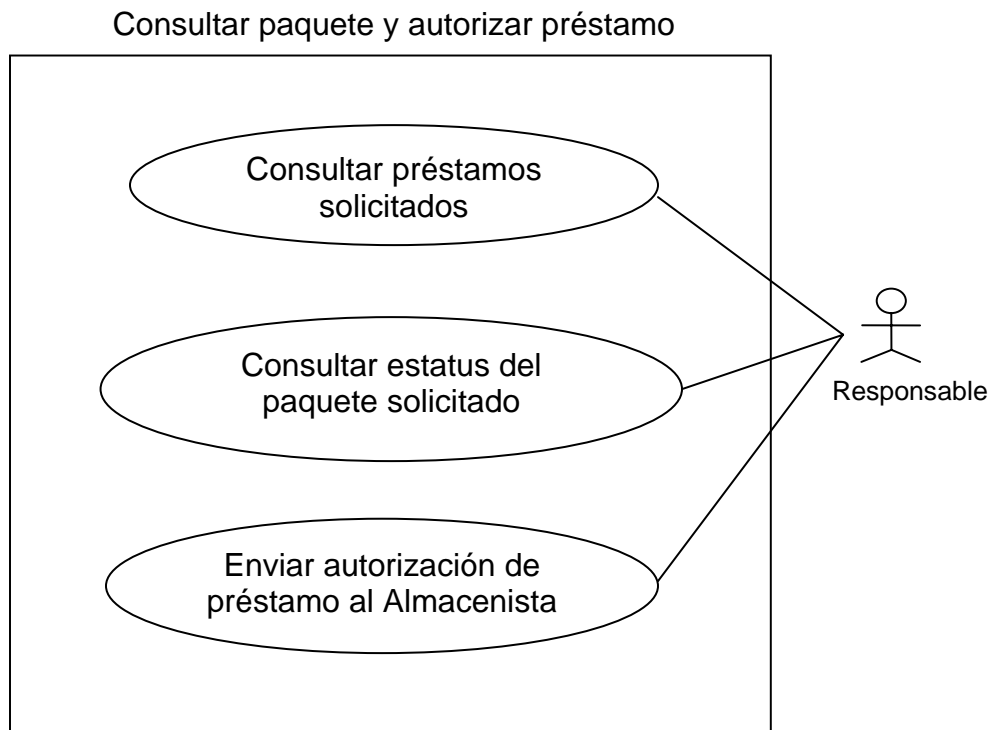 Consultar paquete y autorizar préstamo
Consultar préstamos
solicitados
Consultar estatus del
paquete solicitado
Responsable
Enviar autorización de
préstamo al Almacenista